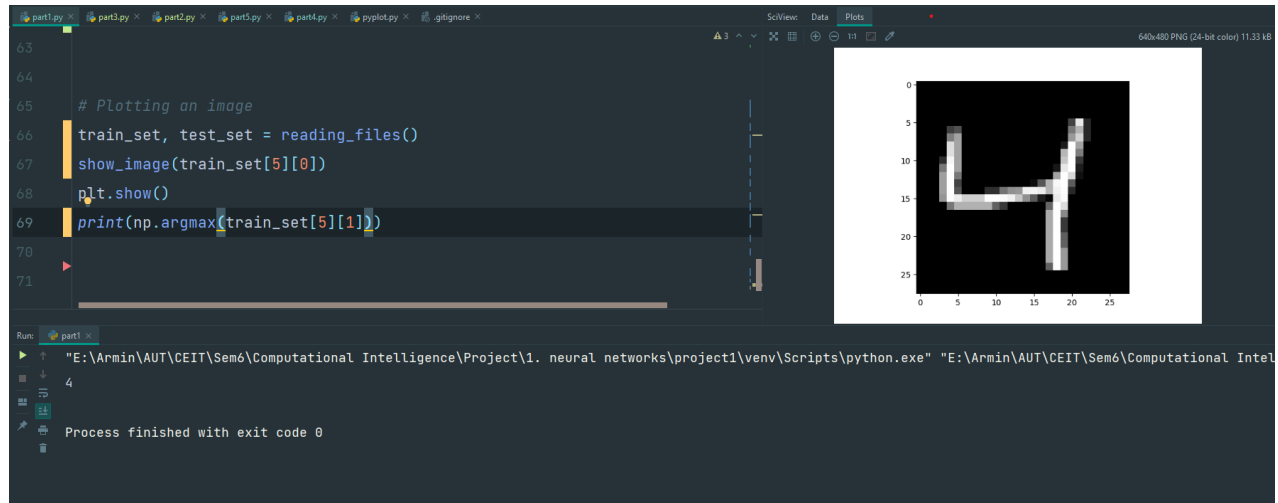 part1.py × part3.py × part2.py × part5.py × part4.py × pyplot.py × .gitignore ×
SciView: Data Plots
3
1:1
640x480 PNG (24-bit color) 11.33 kB
63
64
65 # Plotting an image
66 train_set, test_set = reading_files()
67 show_image(train_set[5][0])
68 plt.show()
69 print(np.argmax(train_set[5][1]))
70
71
0
5
10
15
20
25
0 5 10 15 20 25
Run: part1 ×
"E:\Armin\AUT\CEIT\Sem6\Computational Intelligence\Project\1. neural networks\project1\venv\Scripts\python.exe" "E:\Armin\AUT\CEIT\Sem6\Computational Intel
4
Process finished with exit code 0